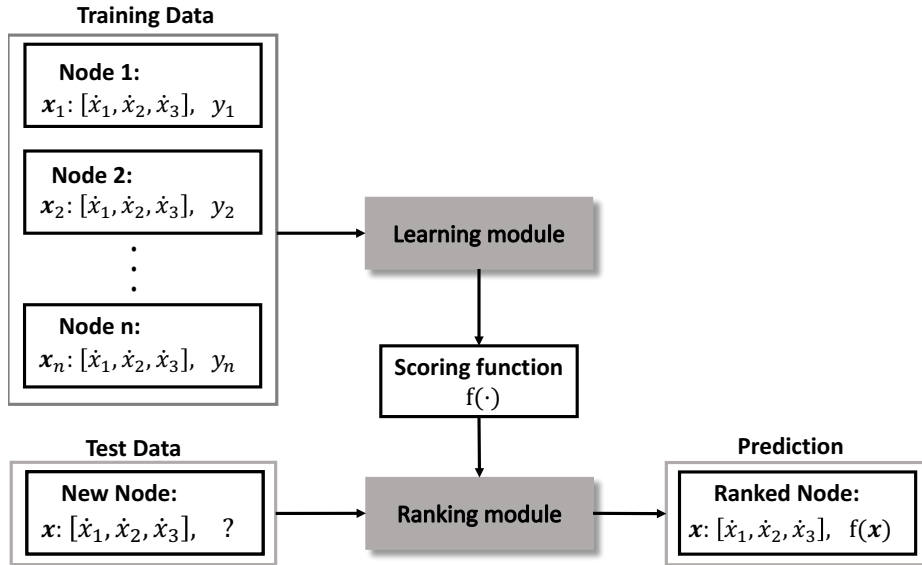 Training Data
Node 1:
𝒙₁: [ẋ₁, ẋ₂, ẋ₃], y₁
Node 2:
𝒙₂: [ẋ₁, ẋ₂, ẋ₃], y₂
Node n:
𝒙ₙ: [ẋ₁, ẋ₂, ẋ₃], yₙ
Learning module
Scoring function
f(·)
Test Data
New Node:
𝒙: [ẋ₁, ẋ₂, ẋ₃], ?
Ranking module
Prediction
Ranked Node:
𝒙: [ẋ₁, ẋ₂, ẋ₃], f(𝒙)